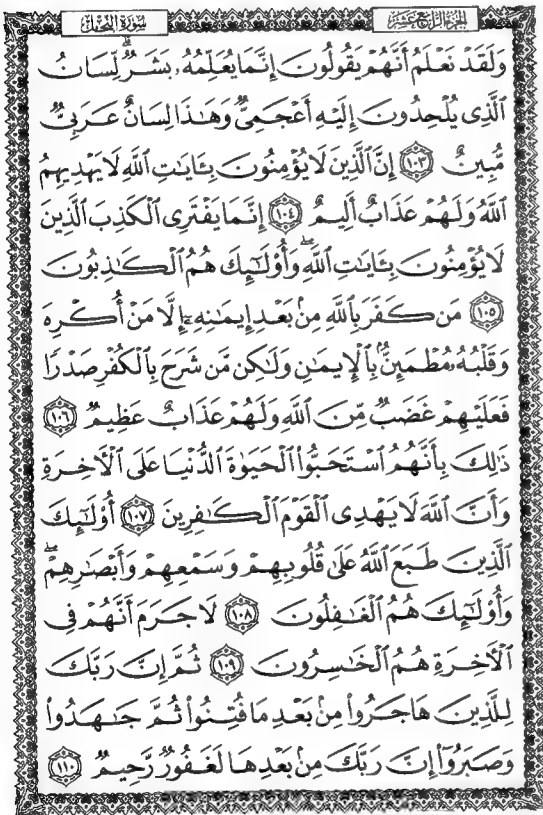 الجزء الرابع عشر
سورة النحل
وَلَقَدْ نَعْلَمُ أَنَّهُمْ يَقُولُونَ إِنَّمَا يُعَلِّمُهُۥ بَشَرٌۗ لِّسَانُ
ٱلَّذِى يُلْحِدُونَ إِلَيْهِ أَعْجَمِىٌّ وَهَٰذَا لِسَانٌ عَرَبِىٌّ
مُّبِينٌ ١٠٣ إِنَّ ٱلَّذِينَ لَا يُؤْمِنُونَ بِـَٔايَٰتِ ٱللَّهِ لَا يَهْدِيهِمُ
ٱللَّهُ وَلَهُمْ عَذَابٌ أَلِيمٌ ١٠٤ إِنَّمَا يَفْتَرِى ٱلْكَذِبَ ٱلَّذِينَ
لَا يُؤْمِنُونَ بِـَٔايَٰتِ ٱللَّهِۖ وَأُو۟لَٰٓئِكَ هُمُ ٱلْكَٰذِبُونَ
١٠٥ مَن كَفَرَ بِٱللَّهِ مِنۢ بَعْدِ إِيمَٰنِهِۦٓ إِلَّا مَنْ أُكْرِهَ
وَقَلْبُهُۥ مُطْمَئِنٌّۢ بِٱلْإِيمَٰنِ وَلَٰكِن مَّن شَرَحَ بِٱلْكُفْرِ صَدْرًا
فَعَلَيْهِمْ غَضَبٌ مِّنَ ٱللَّهِ وَلَهُمْ عَذَابٌ عَظِيمٌ ١٠٦
ذَٰلِكَ بِأَنَّهُمُ ٱسْتَحَبُّوا۟ ٱلْحَيَوٰةَ ٱلدُّنْيَا عَلَى ٱلْءَاخِرَةِ
وَأَنَّ ٱللَّهَ لَا يَهْدِى ٱلْقَوْمَ ٱلْكَٰفِرِينَ ١٠٧ أُو۟لَٰٓئِكَ
ٱلَّذِينَ طَبَعَ ٱللَّهُ عَلَىٰ قُلُوبِهِمْ وَسَمْعِهِمْ وَأَبْصَٰرِهِمْۖ
وَأُو۟لَٰٓئِكَ هُمُ ٱلْغَٰفِلُونَ ١٠٨ لَا جَرَمَ أَنَّهُمْ فِى
ٱلْءَاخِرَةِ هُمُ ٱلْخَٰسِرُونَ ١٠٩ ثُمَّ إِنَّ رَبَّكَ
لِلَّذِينَ هَاجَرُوا۟ مِنۢ بَعْدِ مَا فُتِنُوا۟ ثُمَّ جَٰهَدُوا۟
وَصَبَرُوٓا۟ إِنَّ رَبَّكَ مِنۢ بَعْدِهَا لَغَفُورٌ رَّحِيمٌ ١١٠